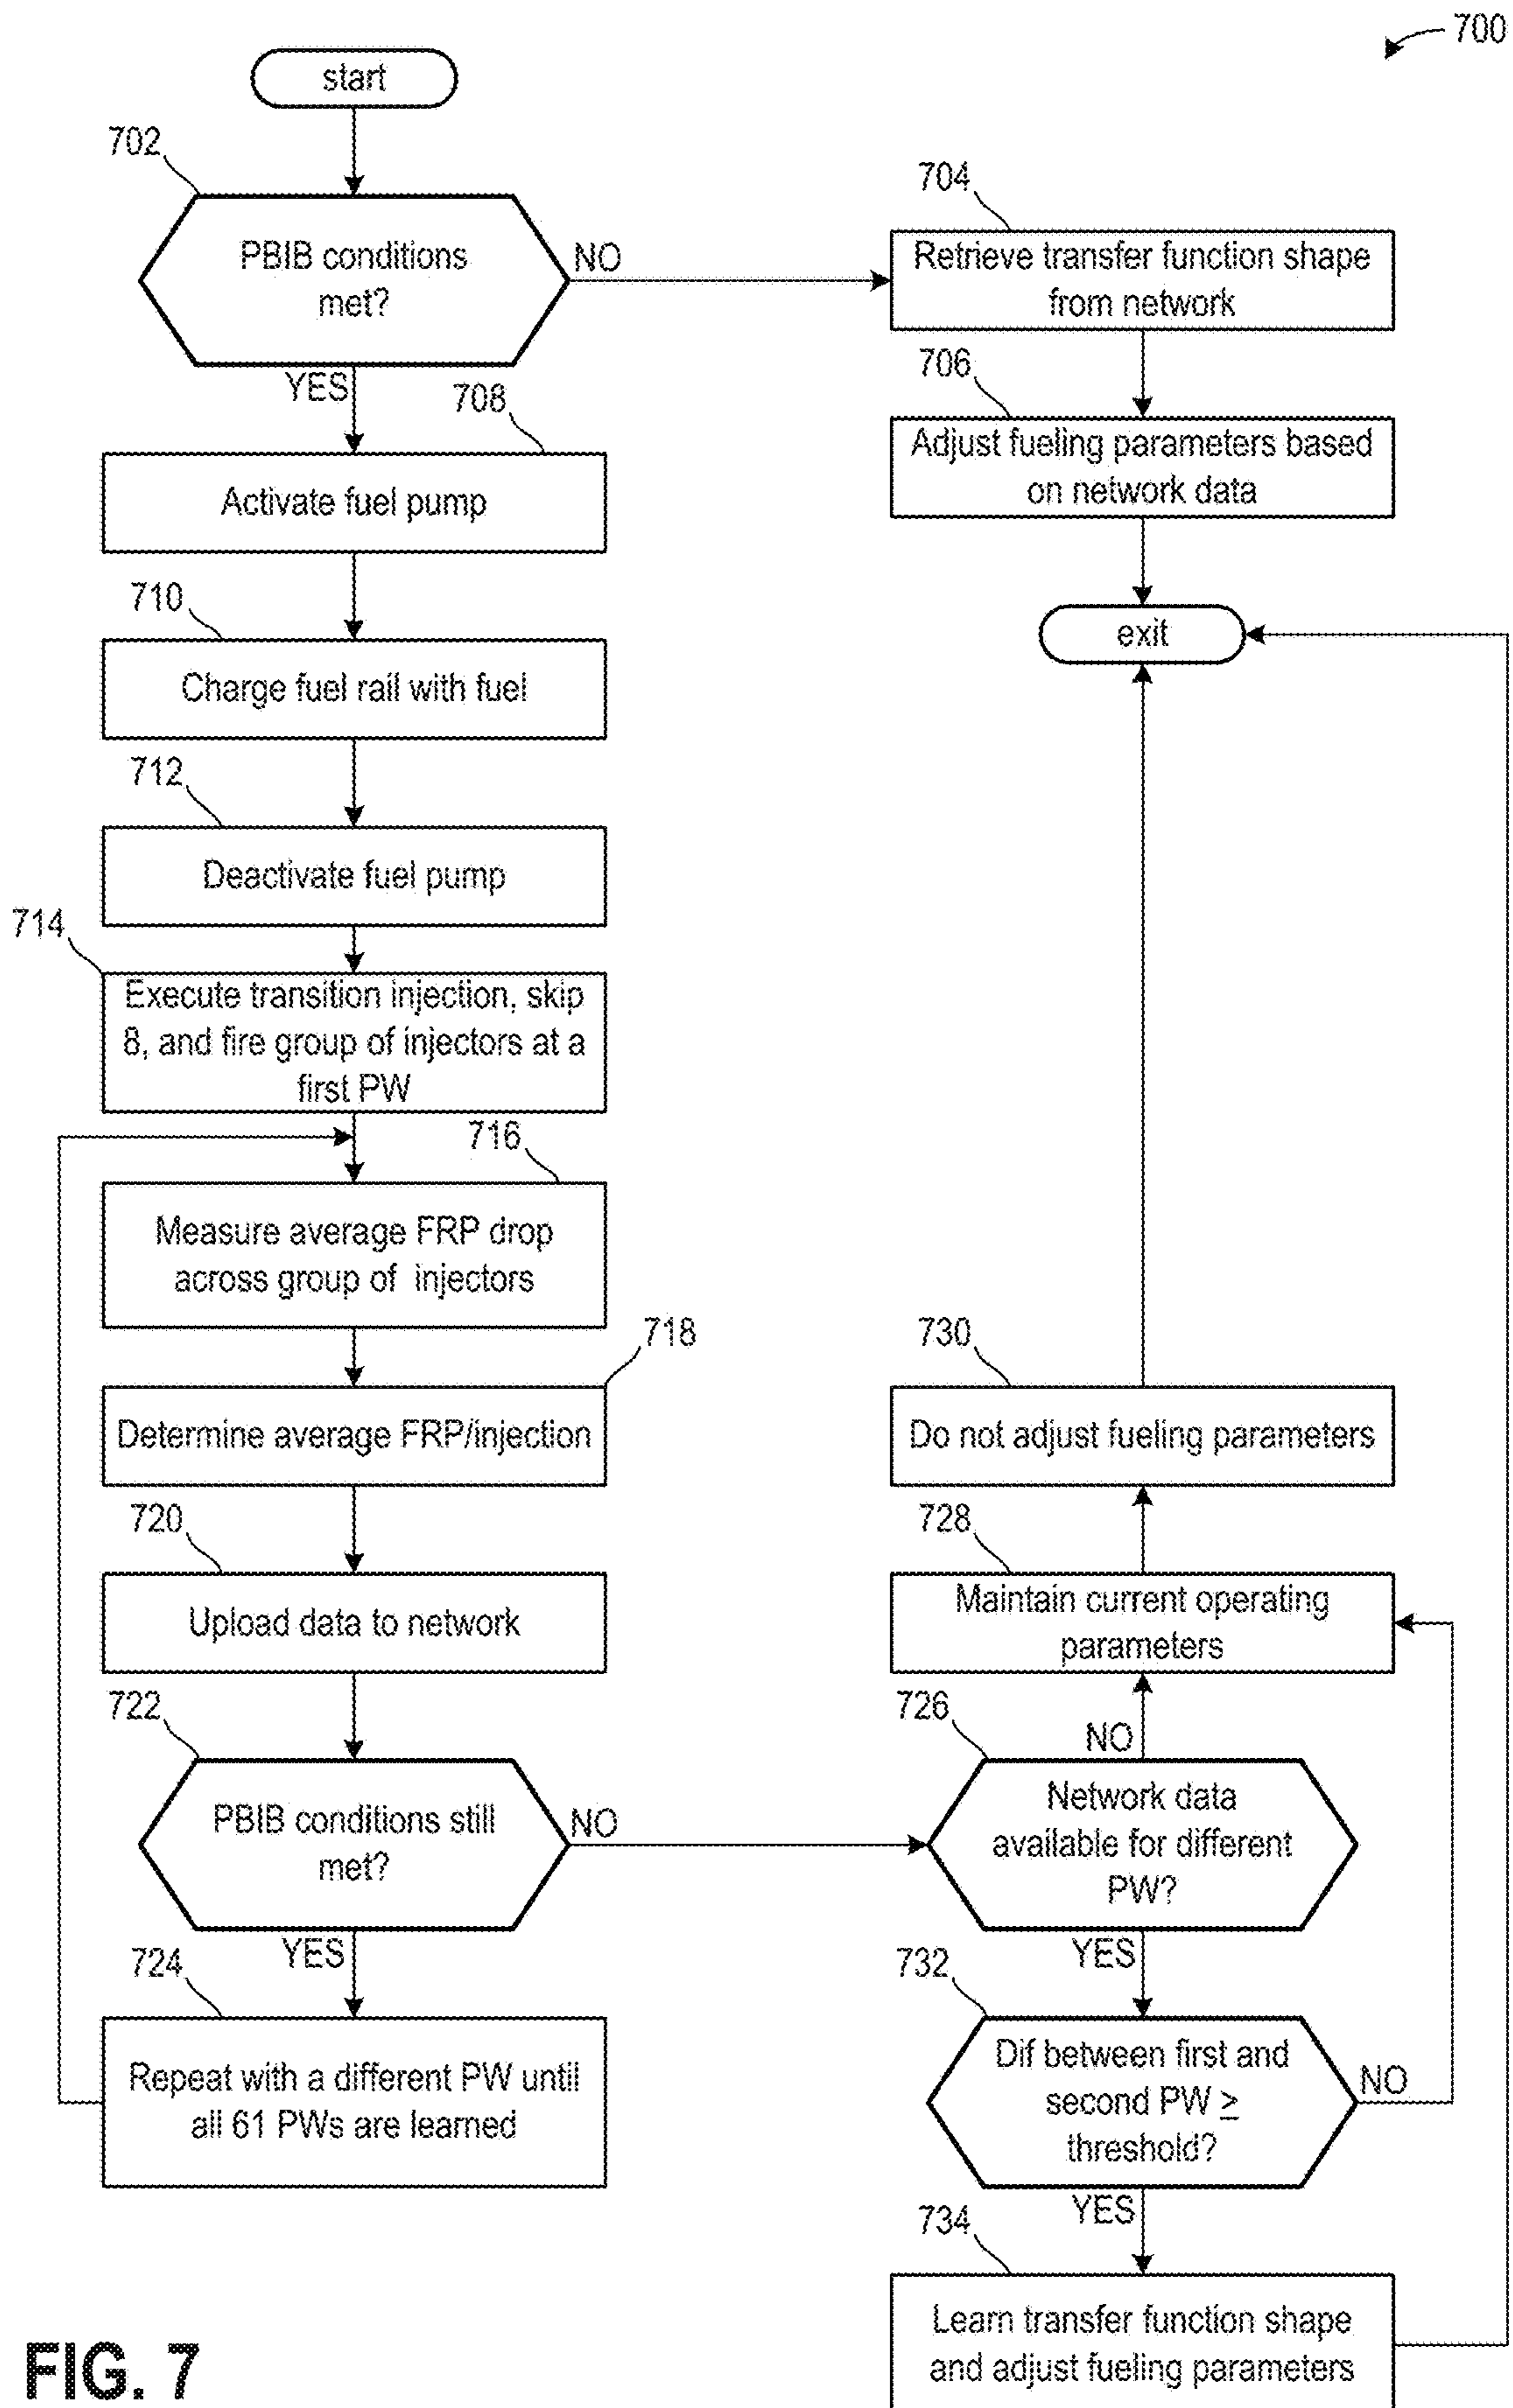 700
start
702
PBIB conditions
met?
NO
YES
704
Retrieve transfer function shape
from network
706
Adjust fueling parameters based
on network data
exit
708
Activate fuel pump
710
Charge fuel rail with fuel
712
Deactivate fuel pump
714
Execute transition injection, skip
8, and fire group of injectors at a
first PW
716
Measure average FRP drop
across group of injectors
718
Determine average FRP/injection
720
Upload data to network
722
PBIB conditions still
met?
NO
YES
724
Repeat with a different PW until
all 61 PWs are learned
730
Do not adjust fueling parameters
728
Maintain current operating
parameters
726
NO
Network data
available for different
PW?
YES
732
Dif between first and
second PW ≥
threshold?
NO
YES
734
Learn transfer function shape
and adjust fueling parameters
FIG. 7